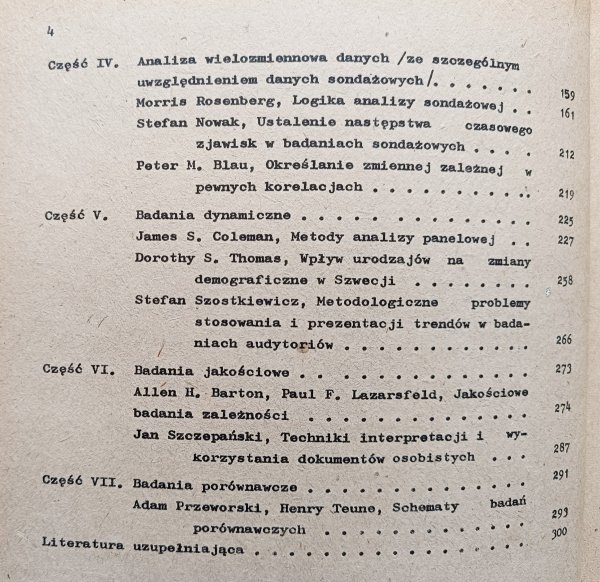 4
Część IV. Analiza wielozmiennowa danych /ze szczególnym
uwzględnieniem danych sondażowych/. . . . . . 159
Morris Rosenberg, Logika analizy sondażowej . . 161
Stefan Nowak, Ustalenie następstwa czasowego
zjawisk w badaniach sondażowych . . . . 212
Peter M. Blau, Określanie zmiennej zależnej w
pewnych korelacjach . . . . . . . . . . 219
Część V. Badania dynamiczne . . . . . . . . . . . . . 225
James S. Coleman, Metody analizy panelowej . . 227
Dorothy S. Thomas, Wpływ urodzajów na zmiany
demograficzne w Szwecji . . . . . . . . 258
Stefan Szostkiewicz, Metodologiczne problemy
stosowania i prezentacji trendów w bada-
niach audytoriów . . . . . . . . . . . 266
Część VI. Badania jakościowe . . . . . . . . . . . . . 273
Allen H. Barton, Paul F. Lazarsfeld, Jakościowe
badania zależności . . . . . . . . . . . . . 274
Jan Szczepański, Techniki interpretacji i wy-
korzystania dokumentów osobistych . . . 287
Część VII. Badania porównawcze . . . . . . . . . . . . . 291
Adam Przeworski, Henry Teune, Schematy badań
porównawczych . . . . . . . . . . . . . 293
Literatura uzupełniająca . . . . . . . . . . . . . . . . 300